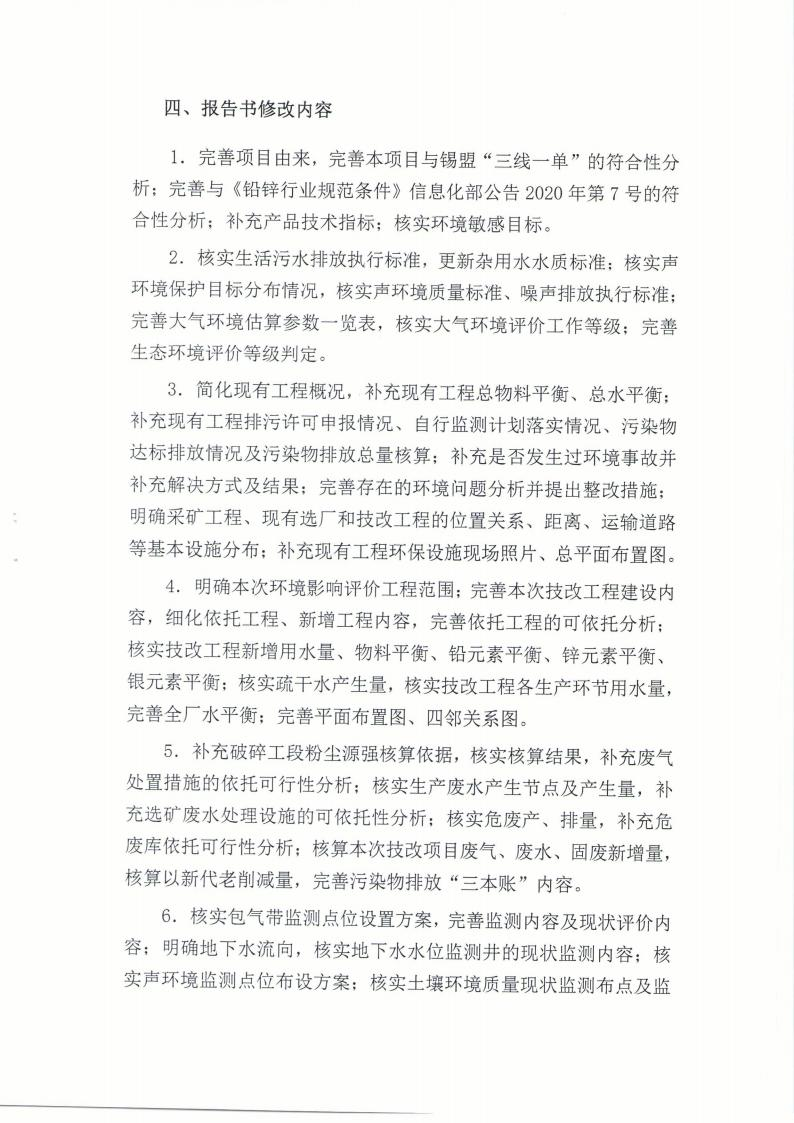 四、报告书修改内容
1. 完善项目由来，完善本项目与锡盟“三线一单”的符合性分
析；完善与《铅锌行业规范条件》信息化部公告 2020 年第 7 号的符
合性分析；补充产品技术指标；核实环境敏感目标。
2. 核实生活污水排放执行标准，更新杂用水水质标准；核实声
环境保护目标分布情况，核实声环境质量标准、噪声排放执行标准；
完善大气环境估算参数一览表，核实大气环境评价工作等级；完善
生态环境评价等级判定。
3. 简化现有工程概况，补充现有工程总物料平衡、总水平衡；
补充现有工程排污许可申报情况、自行监测计划落实情况、污染物
达标排放情况及污染物排放总量核算；补充是否发生过环境事故并
补充解决方式及结果；完善存在的环境问题分析并提出整改措施；
明确采矿工程、现有选厂和技改工程的位置关系、距离、运输道路
等基本设施分布；补充现有工程环保设施现场照片、总平面布置图。
4. 明确本次环境影响评价工程范围；完善本次技改工程建设内
容，细化依托工程、新增工程内容，完善依托工程的可依托分析；
核实技改工程新增用水量、物料平衡、铅元素平衡、锌元素平衡、
银元素平衡；核实疏干水产生量，核实技改工程各生产环节用水量，
完善全厂水平衡；完善平面布置图、四邻关系图。
5. 补充破碎工段粉尘源强核算依据，核实核算结果，补充废气
处置措施的依托可行性分析；核实生产废水产生节点及产生量，补
充选矿废水处理设施的可依托性分析；核实危废产、排量，补充危
废库依托可行性分析；核算本次技改项目废气、废水、固废新增量，
核算以新代老削减量，完善污染物排放“三本账”内容。
6. 核实包气带监测点位设置方案，完善监测内容及现状评价内
容；明确地下水流向，核实地下水水位监测井的现状监测内容；核
实声环境监测点位布设方案；核实土壤环境质量现状监测布点及监